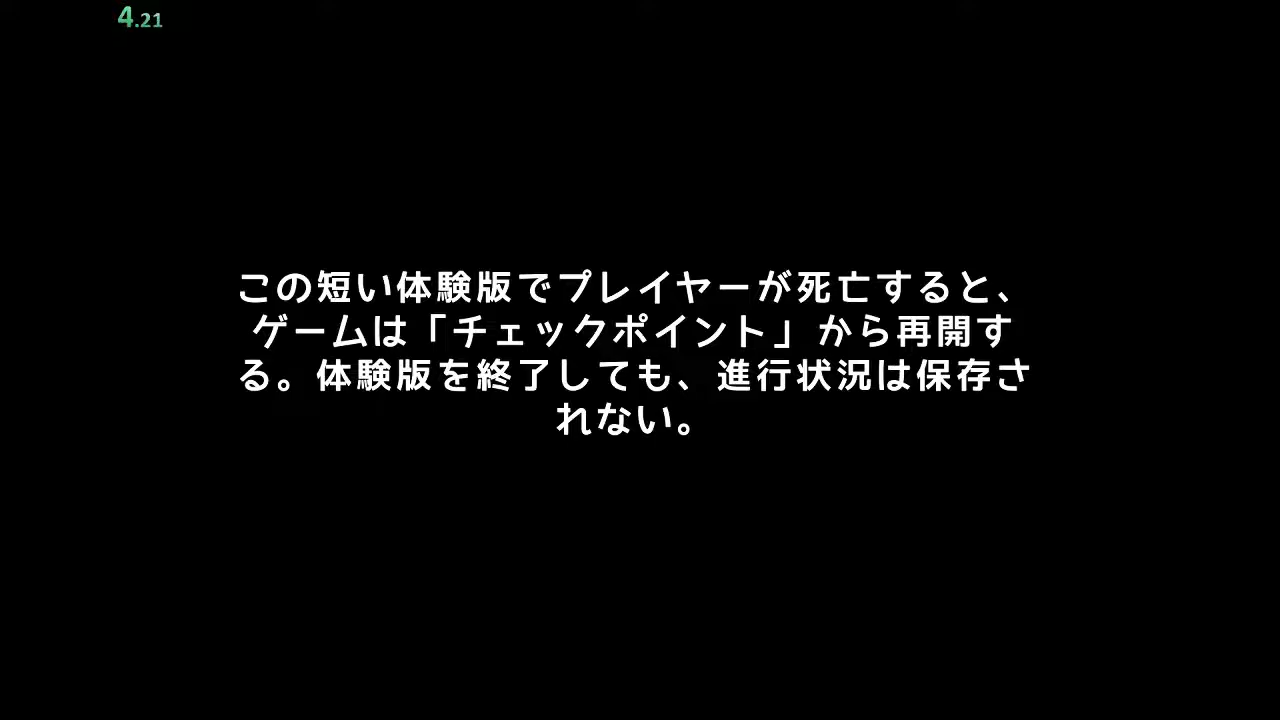 4.21
この短い体験版でプレイヤーが死亡すると、
ゲームは「チェックポイント」から再開す
る。体験版を終了しても、進行状況は保存さ
れない。